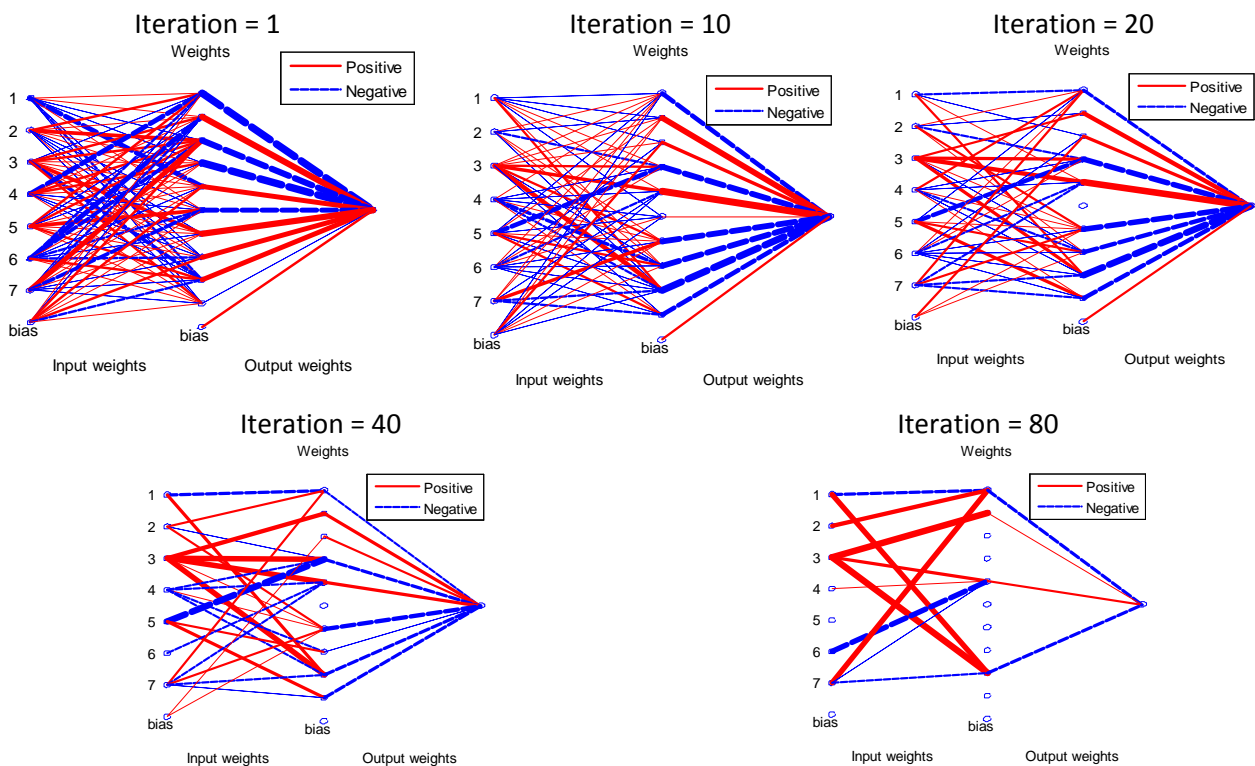 Iteration = 1
Weights
Positive
Negative
1
2
3
4
5
6
7
bias
bias
Input weights
Output weights
Iteration = 10
Weights
Positive
Negative
1
2
3
4
5
6
7
bias
bias
Input weights
Output weights
Iteration = 20
Weights
Positive
Negative
1
2
3
4
5
6
7
bias
bias
Input weights
Output weights
Iteration = 40
Weights
Positive
Negative
1
2
3
4
5
6
7
bias
bias
Input weights
Output weights
Iteration = 80
Weights
Positive
Negative
1
2
3
4
5
6
7
bias
bias
Input weights
Output weights